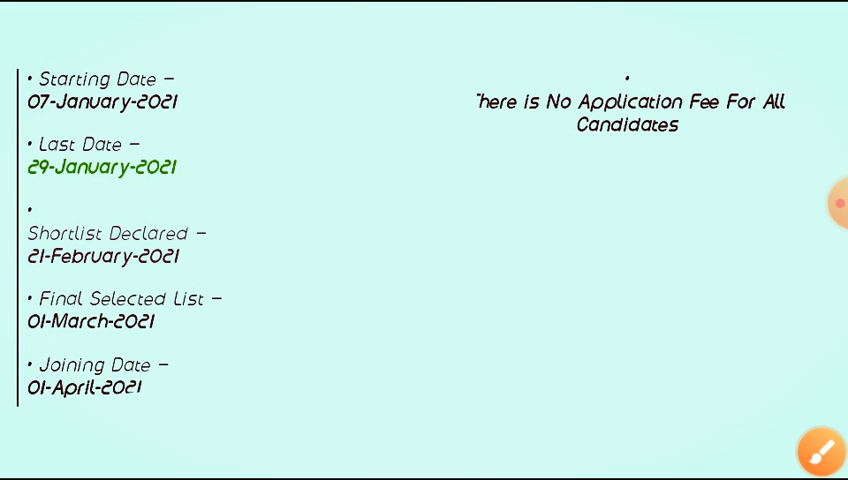 • Starting Date –
07-January-2021
• Last Date –
29-January-2021
•
Shortlist Declared –
21-February-2021
• Final Selected List –
01-March-2021
• Joining Date –
01-April-2021
•
There is No Application Fee For All
Candidates